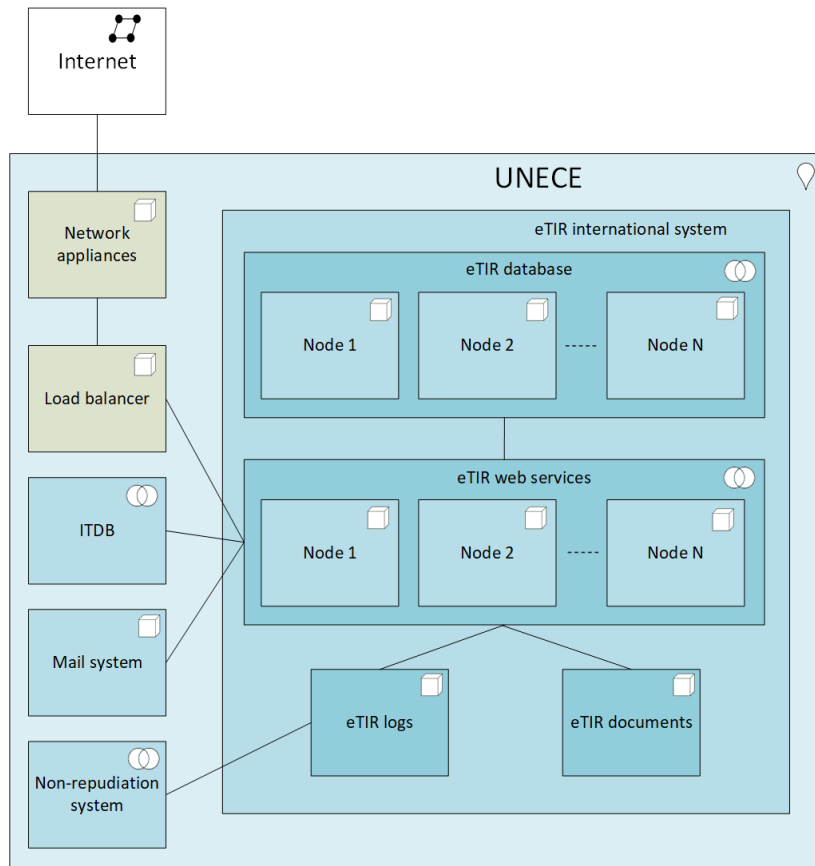 Internet
UNECE
Network
appliances
Load balancer
ITDB
Mail system
Non-repudiation
system
eTIR international system
eTIR database
Node 1
Node 2
-----
Node N
eTIR web services
Node 1
Node 2
-----
Node N
eTIR logs
eTIR documents